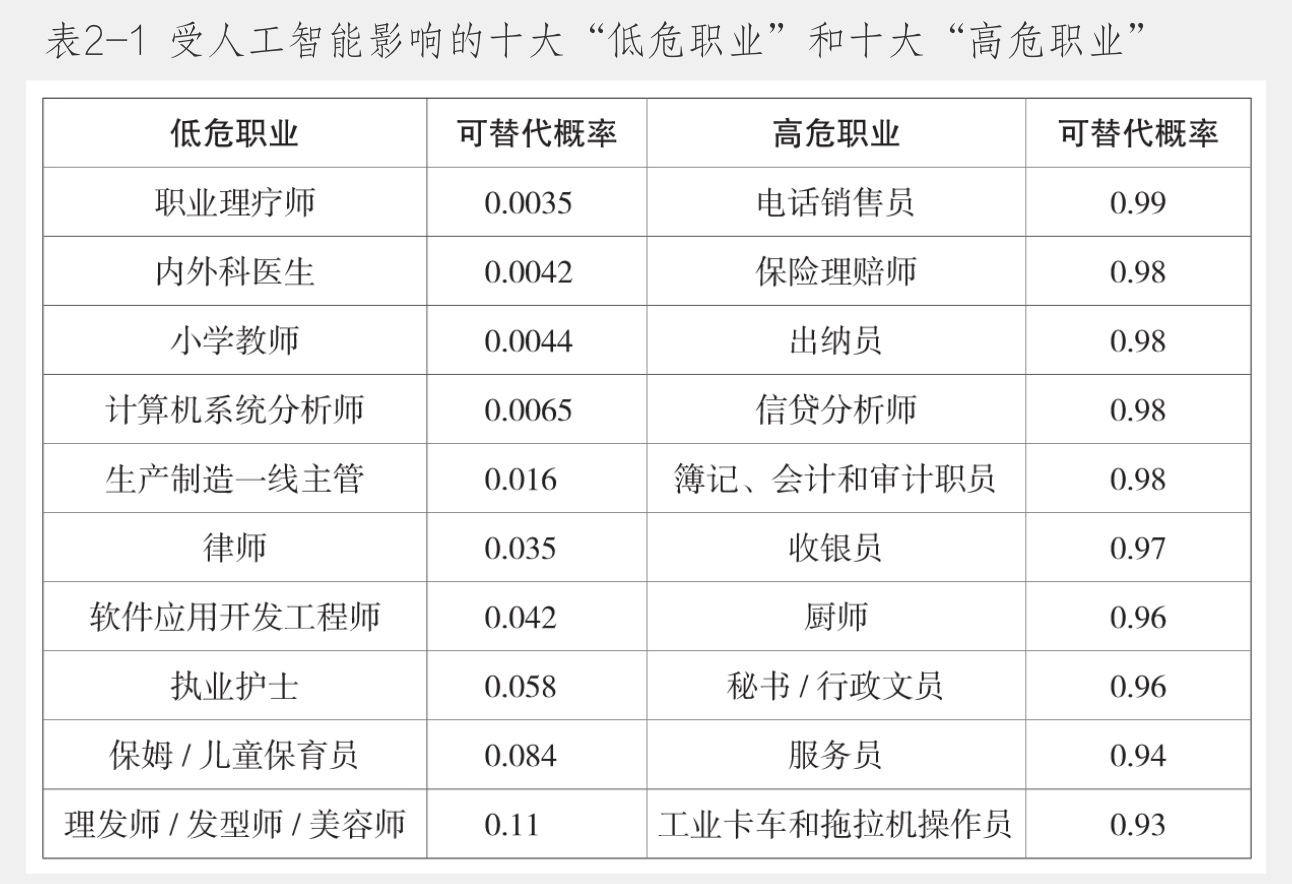 表2-1 受人工智能影响的十大“低危职业”和十大“高危职业”
低危职业 可替代概率 高危职业 可替代概率
职业理疗师 0.0035 电话销售员 0.99
内外科医生 0.0042 保险理赔师 0.98
小学教师 0.0044 出纳员 0.98
计算机系统分析师 0.0065 信贷分析师 0.98
生产制造一线主管 0.016 簿记、会计和审计职员 0.98
律师 0.035 收银员 0.97
软件应用开发工程师 0.042 厨师 0.96
执业护士 0.058 秘书 / 行政文员 0.96
保姆 / 儿童保育员 0.084 服务员 0.94
理发师 / 发型师 / 美容师 0.11 工业卡车和拖拉机操作员 0.93